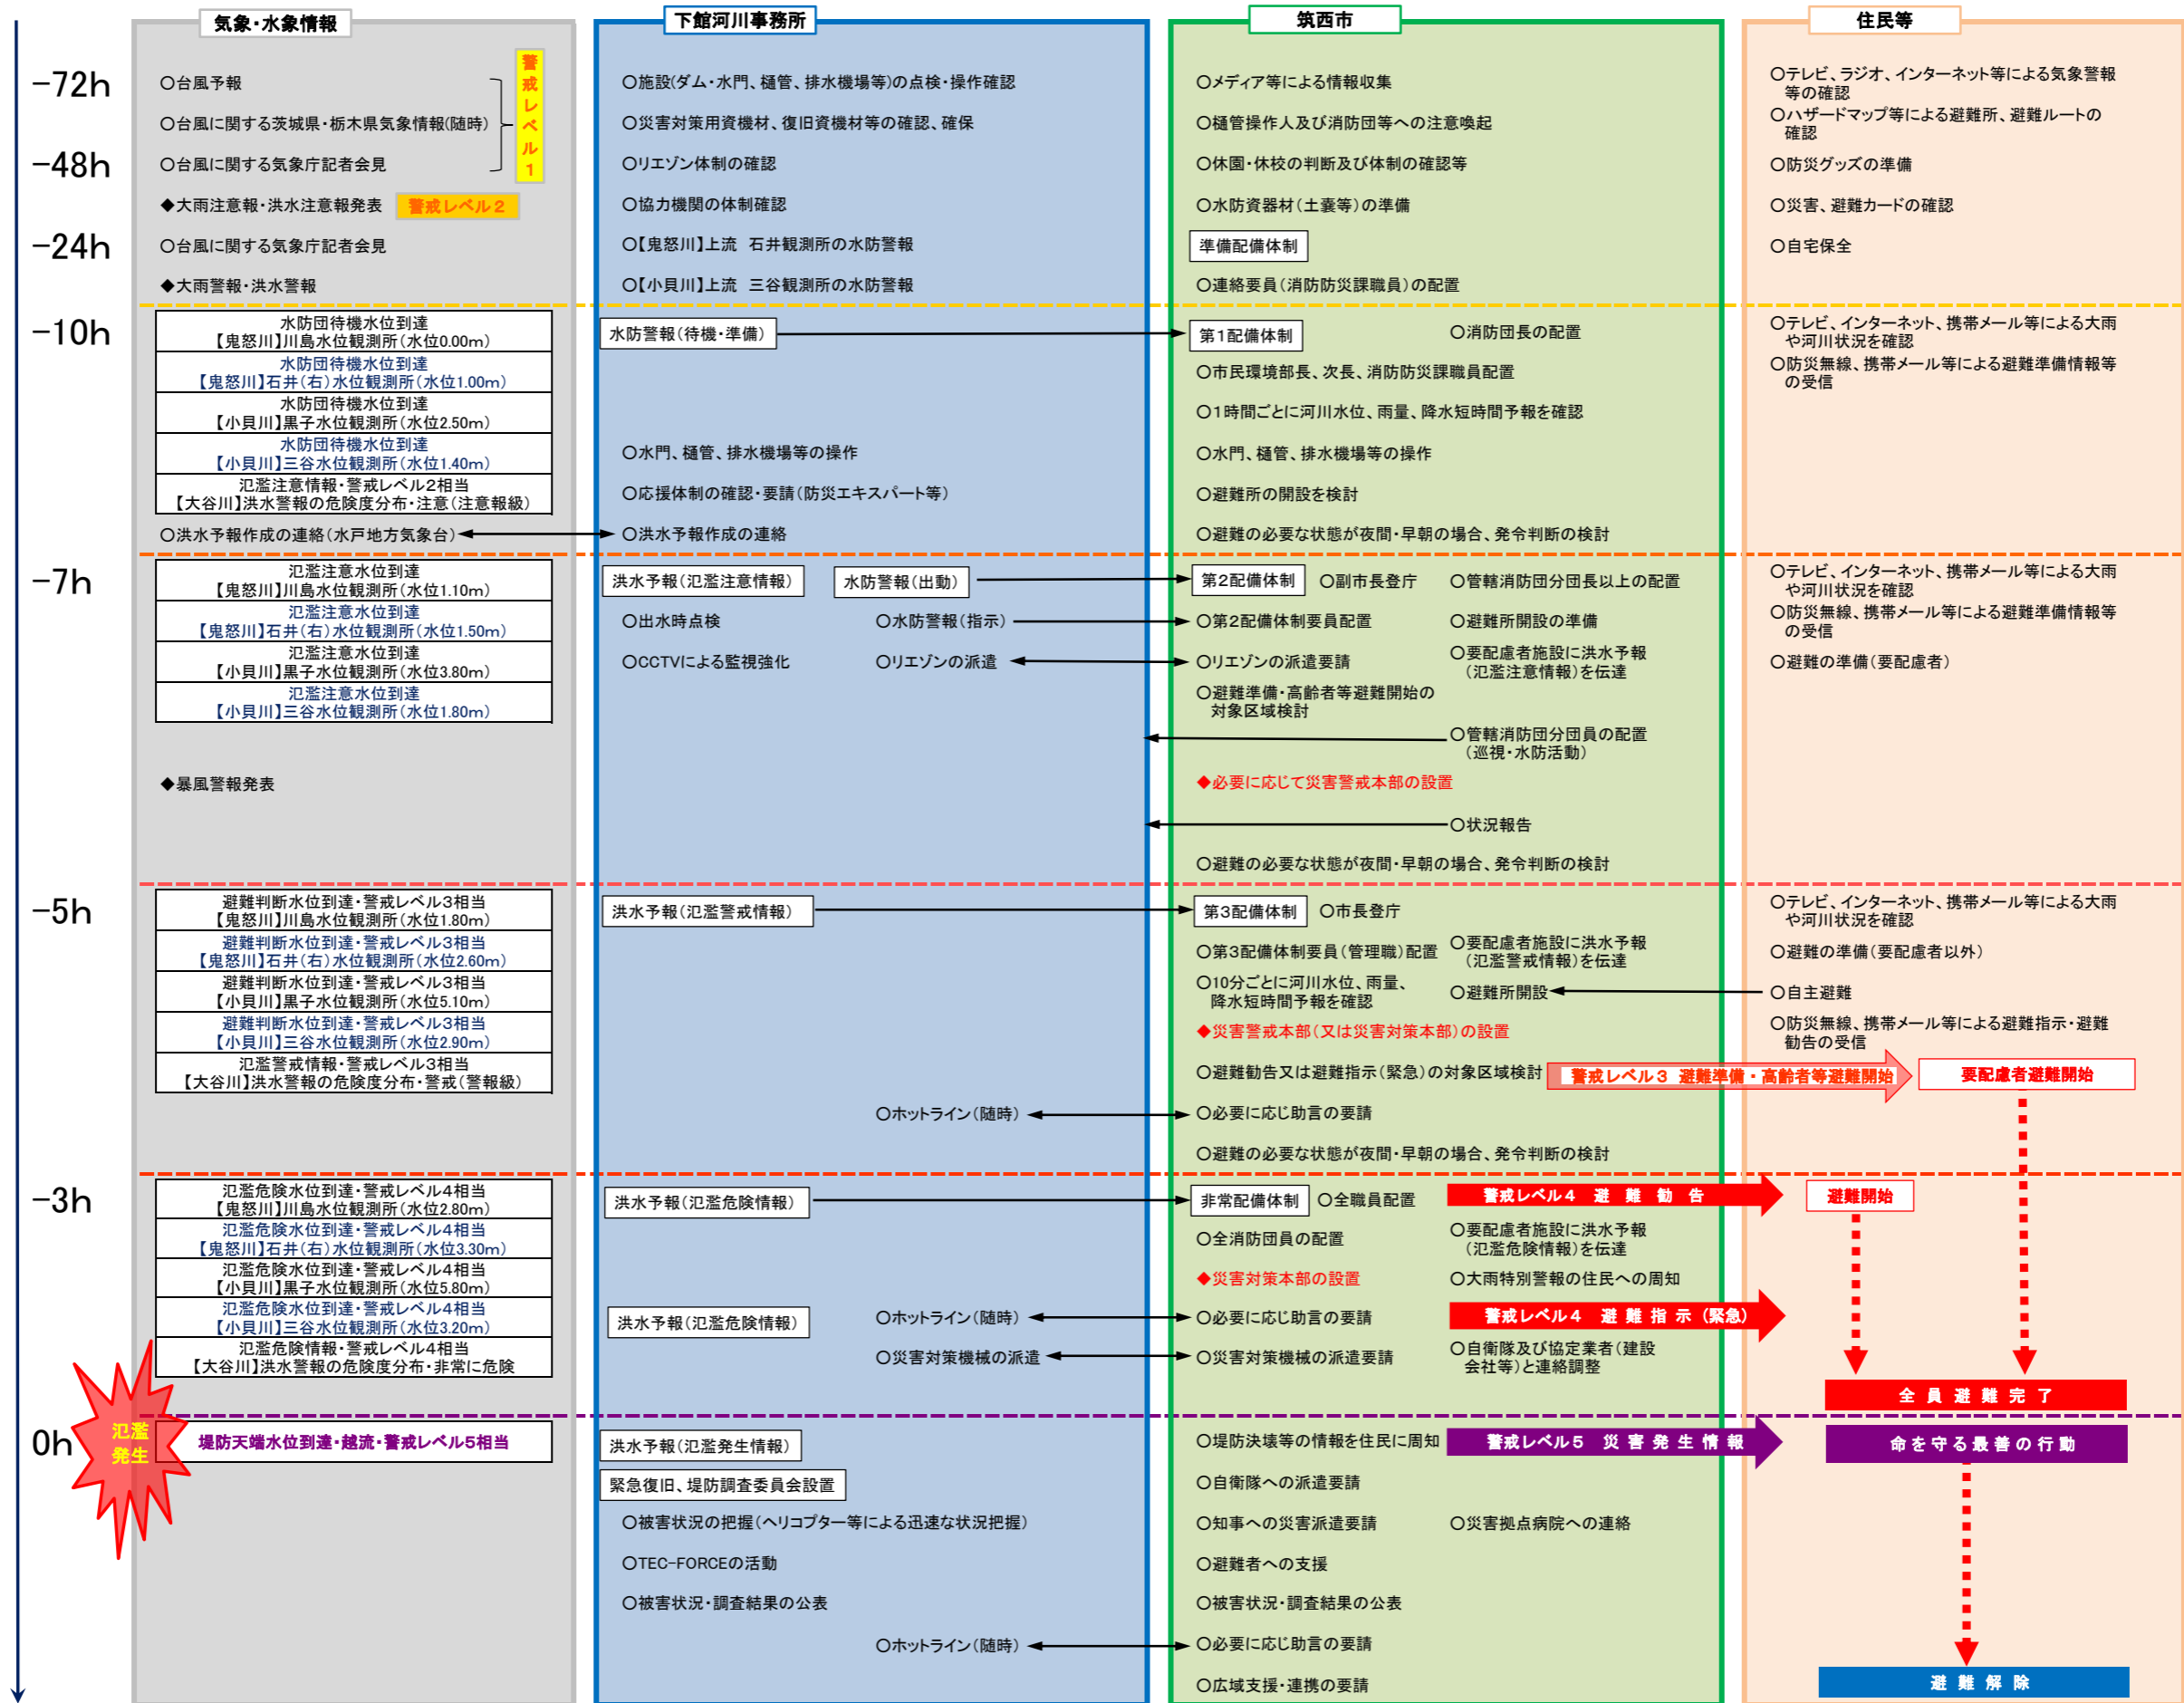 気象・水象情報
下館河川事務所
筑西市
住民等
－72h
○台風予報
○台風に関する茨城県・栃木県気象情報(随時)
－48h
○台風に関する気象庁記者会見
警戒レベル1
◆大雨注意報・洪水注意報発表
警戒レベル2
－24h
○台風に関する気象庁記者会見
◆大雨警報・洪水警報
○施設(ダム・水門、樋管、排水機場等)の点検・操作確認
○災害対策用資機材、復旧資機材等の確認、確保
○リエゾン体制の確認
○協力機関の体制確認
○【鬼怒川】上流 石井観測所の水防警報
○【小貝川】上流 三谷観測所の水防警報
○メディア等による情報収集
○樋管操作人及び消防団等への注意喚起
○休園・休校の判断及び体制の確認等
○水防資器材(土嚢等)の準備
準備配備体制
○連絡要員(消防防災課職員)の配置
○テレビ、ラジオ、インターネット等による気象警報
等の確認
○ハザードマップ等による避難所、避難ルートの
確認
○防災グッズの準備
○災害、避難カードの確認
○自宅保全
－10h
水防団待機水位到達
【鬼怒川】川島水位観測所(水位0.00m)
水防団待機水位到達
【鬼怒川】石井(右)水位観測所(水位1.00m)
水防団待機水位到達
【小貝川】黒子水位観測所(水位2.50m)
水防団待機水位到達
【小貝川】三谷水位観測所(水位1.40m)
氾濫注意情報・警戒レベル2相当
【大谷川】洪水警報の危険度分布・注意(注意報級)
○洪水予報作成の連絡(水戸地方気象台)
水防警報(待機・準備)
○水門、樋管、排水機場等の操作
○応援体制の確認・要請(防災エキスパート等)
○洪水予報作成の連絡
第1配備体制
○消防団長の配置
○市民環境部長、次長、消防防災課職員配置
○1時間ごとに河川水位、雨量、降水短時間予報を確認
○水門、樋管、排水機場等の操作
○避難所の開設を検討
○避難の必要な状態が夜間・早朝の場合、発令判断の検討
○テレビ、インターネット、携帯メール等による大雨
や河川状況を確認
○防災無線、携帯メール等による避難準備情報等
の受信
－7h
氾濫注意水位到達
【鬼怒川】川島水位観測所(水位1.10m)
氾濫注意水位到達
【鬼怒川】石井(右)水位観測所(水位1.50m)
氾濫注意水位到達
【小貝川】黒子水位観測所(水位3.80m)
氾濫注意水位到達
【小貝川】三谷水位観測所(水位1.80m)
◆暴風警報発表
洪水予報(氾濫注意情報)
水防警報(出動)
○出水時点検
○水防警報(指示)
○CCTVによる監視強化
○リエゾンの派遣
第2配備体制
○副市長登庁
○管轄消防団分団長以上の配置
○第2配備体制要員配置
○避難所開設の準備
○リエゾンの派遣要請
○要配慮者施設に洪水予報
(氾濫注意情報)を伝達
○避難準備・高齢者等避難開始の
対象区域検討
○管轄消防団分団員の配置
(巡視・水防活動)
◆必要に応じて災害警戒本部の設置
○状況報告
○避難の必要な状態が夜間・早朝の場合、発令判断の検討
○テレビ、インターネット、携帯メール等による大雨
や河川状況を確認
○防災無線、携帯メール等による避難準備情報等
の受信
○避難の準備(要配慮者)
－5h
避難判断水位到達・警戒レベル3相当
【鬼怒川】川島水位観測所(水位1.80m)
避難判断水位到達・警戒レベル3相当
【鬼怒川】石井(右)水位観測所(水位2.60m)
避難判断水位到達・警戒レベル3相当
【小貝川】黒子水位観測所(水位5.10m)
避難判断水位到達・警戒レベル3相当
【小貝川】三谷水位観測所(水位2.90m)
氾濫警戒情報・警戒レベル3相当
【大谷川】洪水警報の危険度分布・警戒(警報級)
洪水予報(氾濫警戒情報)
○ホットライン(随時)
第3配備体制
○市長登庁
○第3配備体制要員(管理職)配置
○要配慮者施設に洪水予報
(氾濫警戒情報)を伝達
○10分ごとに河川水位、雨量、
降水短時間予報を確認
○避難所開設
◆災害警戒本部(又は災害対策本部)の設置
○避難勧告又は避難指示(緊急)の対象区域検討
警戒レベル3 避難準備・高齢者等避難開始
○必要に応じ助言の要請
○避難の必要な状態が夜間・早朝の場合、発令判断の検討
○テレビ、インターネット、携帯メール等による大雨
や河川状況を確認
○避難の準備(要配慮者以外)
○自主避難
○防災無線、携帯メール等による避難指示・避難
勧告の受信
要配慮者避難開始
－3h
氾濫危険水位到達・警戒レベル4相当
【鬼怒川】川島水位観測所(水位2.80m)
氾濫危険水位到達・警戒レベル4相当
【鬼怒川】石井(右)水位観測所(水位3.30m)
氾濫危険水位到達・警戒レベル4相当
【小貝川】黒子水位観測所(水位5.80m)
氾濫危険水位到達・警戒レベル4相当
【小貝川】三谷水位観測所(水位3.20m)
氾濫危険情報・警戒レベル4相当
【大谷川】洪水警報の危険度分布・非常に危険
洪水予報(氾濫危険情報)
洪水予報(氾濫危険情報)
○ホットライン(随時)
○災害対策機械の派遣
非常配備体制
○全職員配置
警戒レベル4 避難勧告
○全消防団員の配置
○要配慮者施設に洪水予報
(氾濫危険情報)を伝達
◆災害対策本部の設置
○大雨特別警報の住民への周知
○必要に応じ助言の要請
警戒レベル4 避難指示(緊急)
○災害対策機械の派遣要請
○自衛隊及び協定業者(建設
会社等)と連絡調整
避難開始
全員避難完了
0h
氾濫
発生
堤防天端水位到達・越流・警戒レベル5相当
洪水予報(氾濫発生情報)
緊急復旧、堤防調査委員会設置
○被害状況の把握(ヘリコプター等による迅速な状況把握)
○TEC-FORCEの活動
○被害状況・調査結果の公表
○ホットライン(随時)
○堤防決壊等の情報を住民に周知
警戒レベル5 災害発生情報
○自衛隊への派遣要請
○知事への災害派遣要請
○災害拠点病院への連絡
○避難者への支援
○被害状況・調査結果の公表
○必要に応じ助言の要請
○広域支援・連携の要請
命を守る最善の行動
避難解除